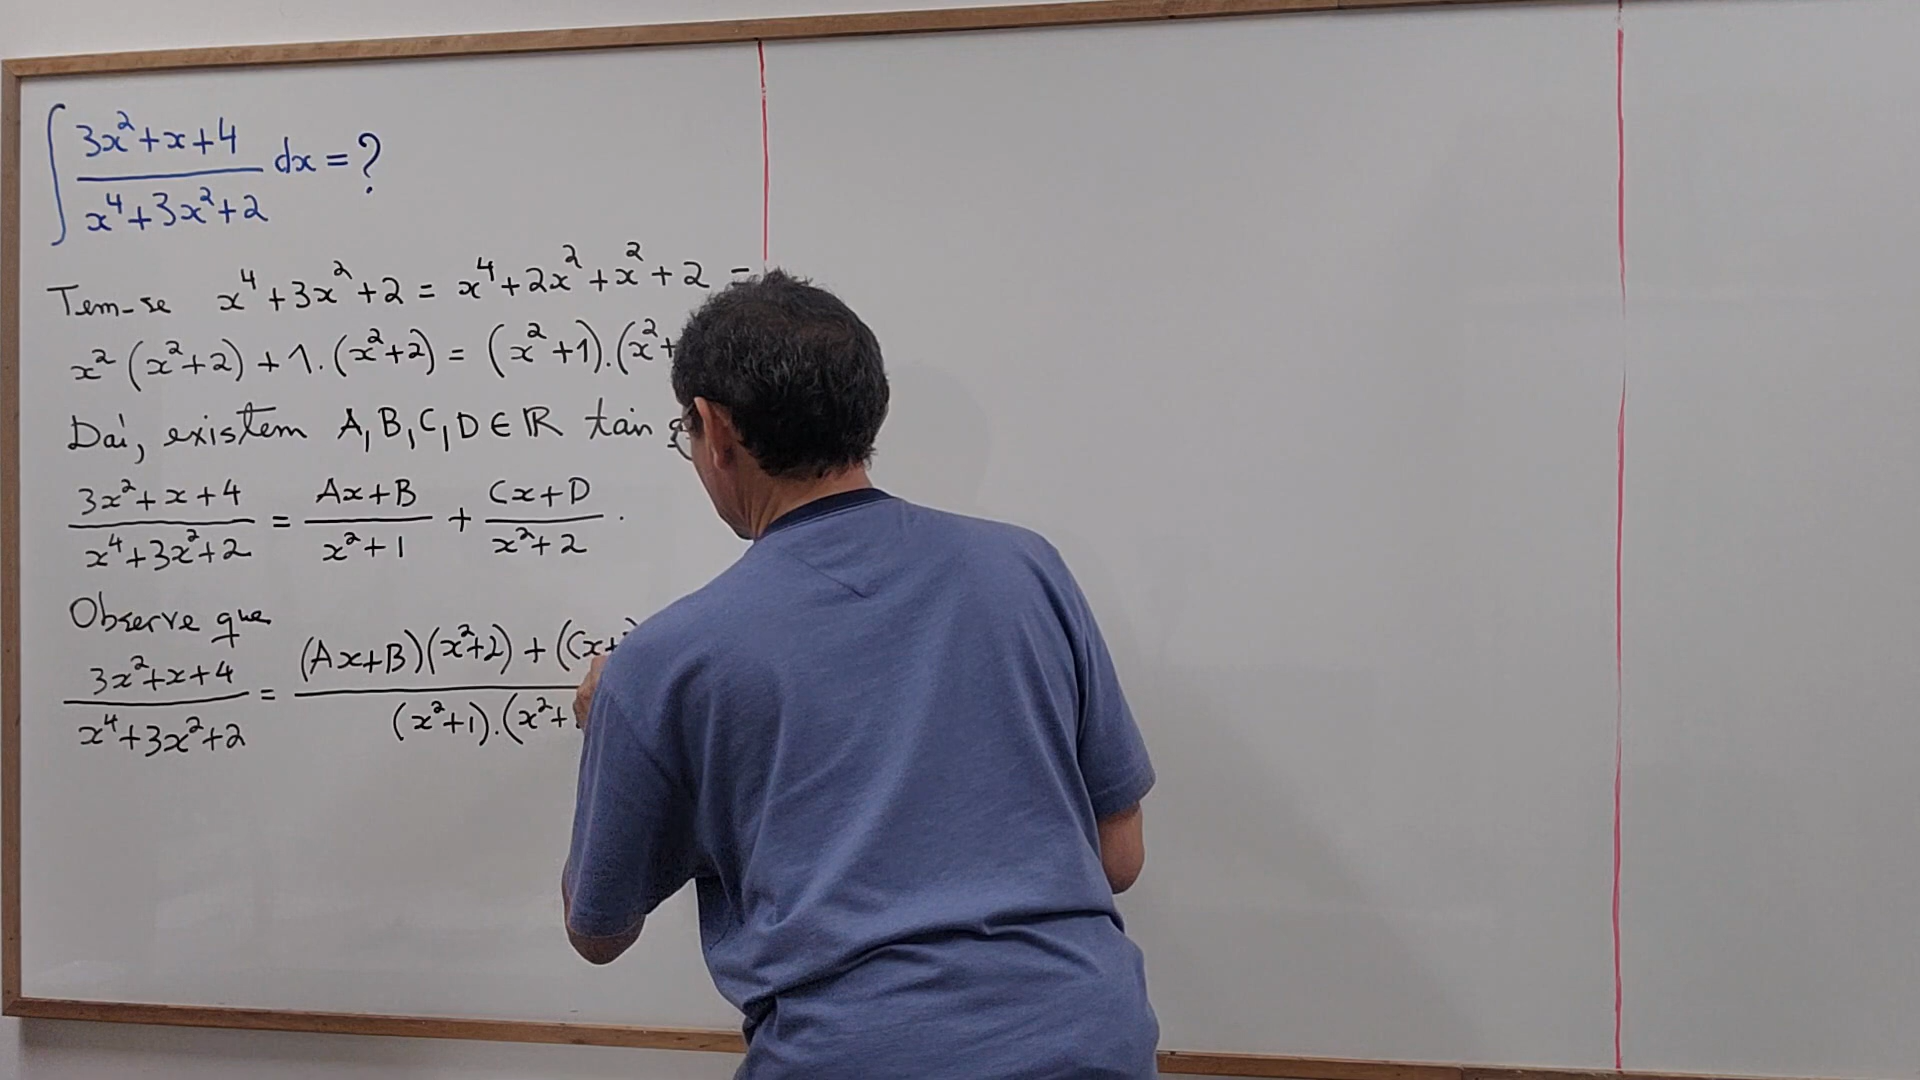 ∫ (3x²+x+4)/(x⁴+3x²+2) dx = ?
Tem-se x⁴+3x²+2 = x⁴+2x²+x²+2 =
x²(x²+2)+1.(x²+2) = (x²+1).(x²+
Daí, existem A, B, C, D ∈ ℝ tais
(3x²+x+4)/(x⁴+3x²+2) = (Ax+B)/(x²+1) + (Cx+D)/(x²+2) .
Observe que
(3x²+x+4)/(x⁴+3x²+2) = (Ax+B)(x²+2)+(Cx+ / (x²+1).(x²+